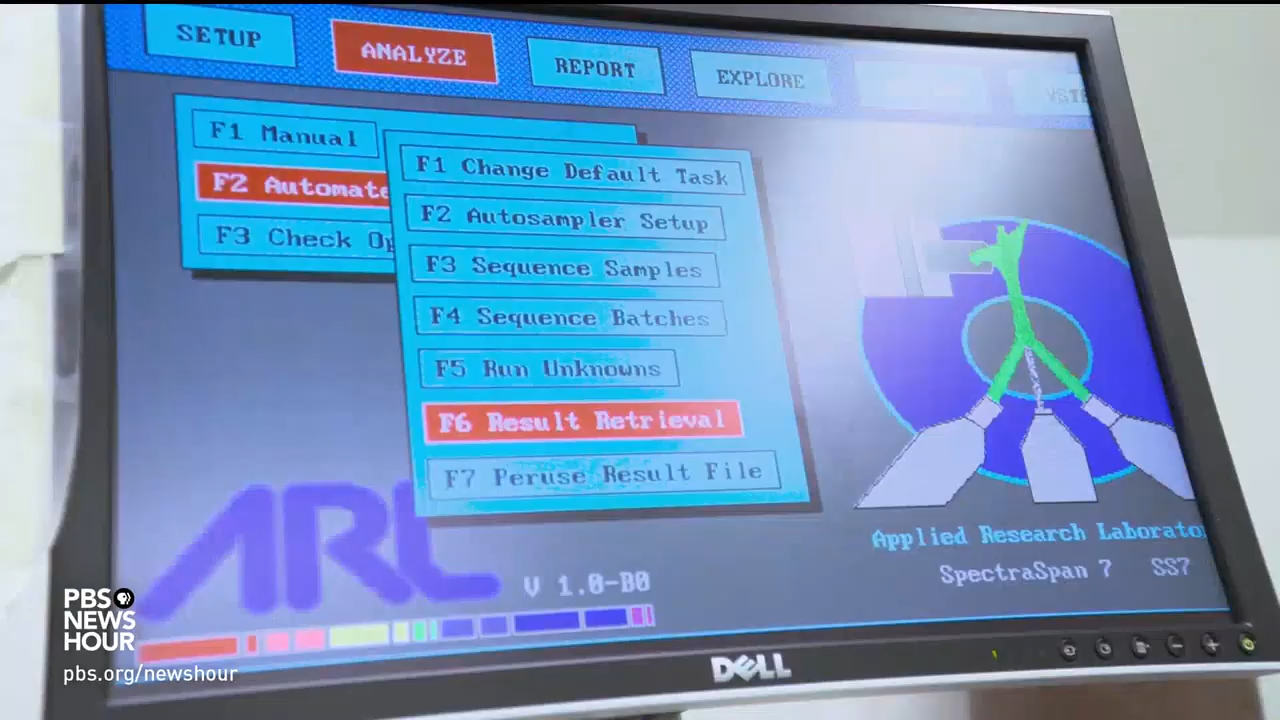 SETUP
ANALYZE
REPORT
EXPLORE
F1 Manual
F2 Automate
F3 Check Op
F1 Change Default Task
F2 Autosampler Setup
F3 Sequence Samples
F4 Sequence Batches
F5 Run Unknowns
F6 Result Retrieval
F7 Peruse Result File
ARL
V 1.0-B0
Applied Research Laborato
SpectraSpan 7 SS7
DELL
PBS
NEWS
HOUR
pbs.org/newshour